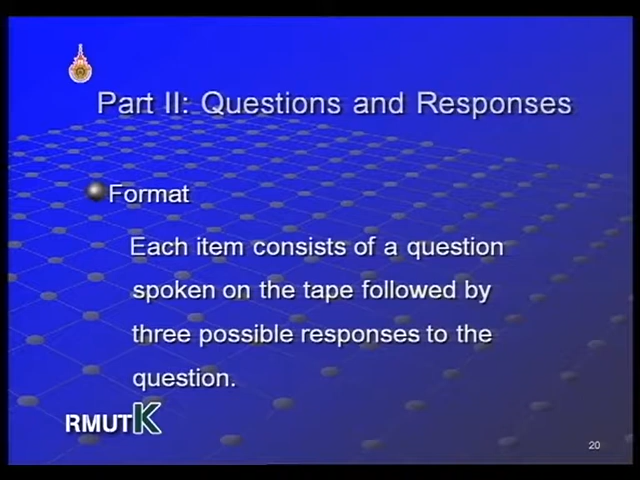 Part II: Questions and Responses
Format
Each item consists of a question
spoken on the tape followed by
three possible responses to the
question.
RMUTK
20